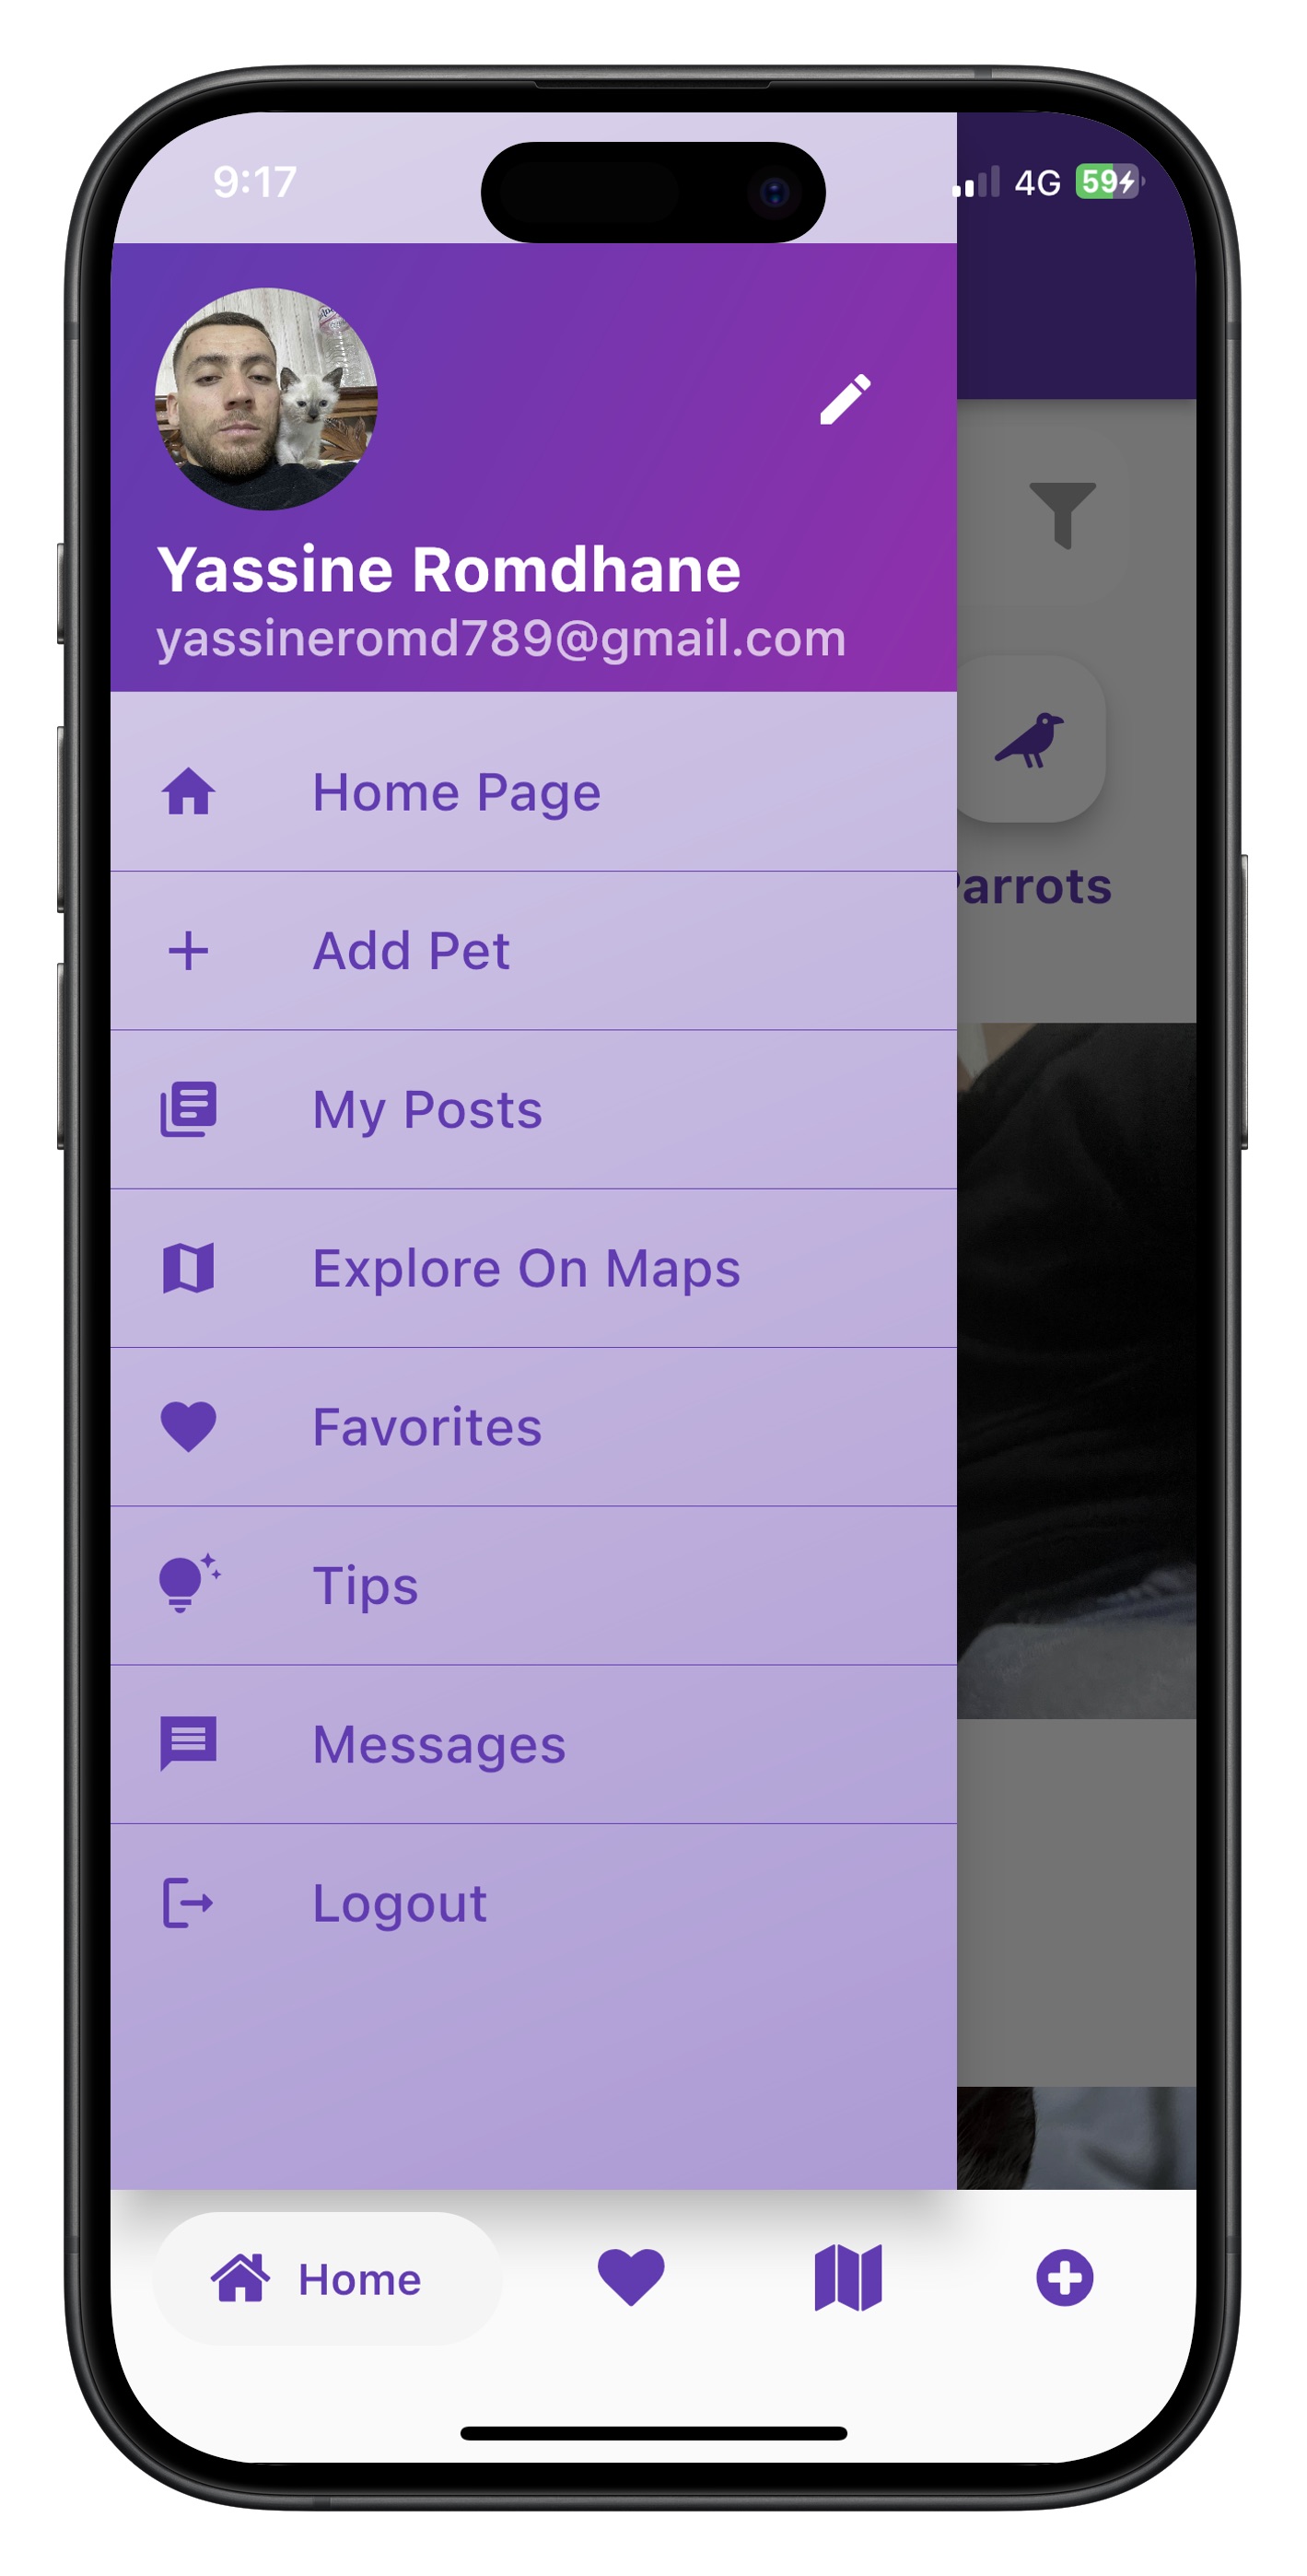 9:17
4G 59
Yassine Romdhane
yassineromd789@gmail.com
Home Page
Add Pet
My Posts
Explore On Maps
Favorites
Tips
Messages
Logout
arrots
Home